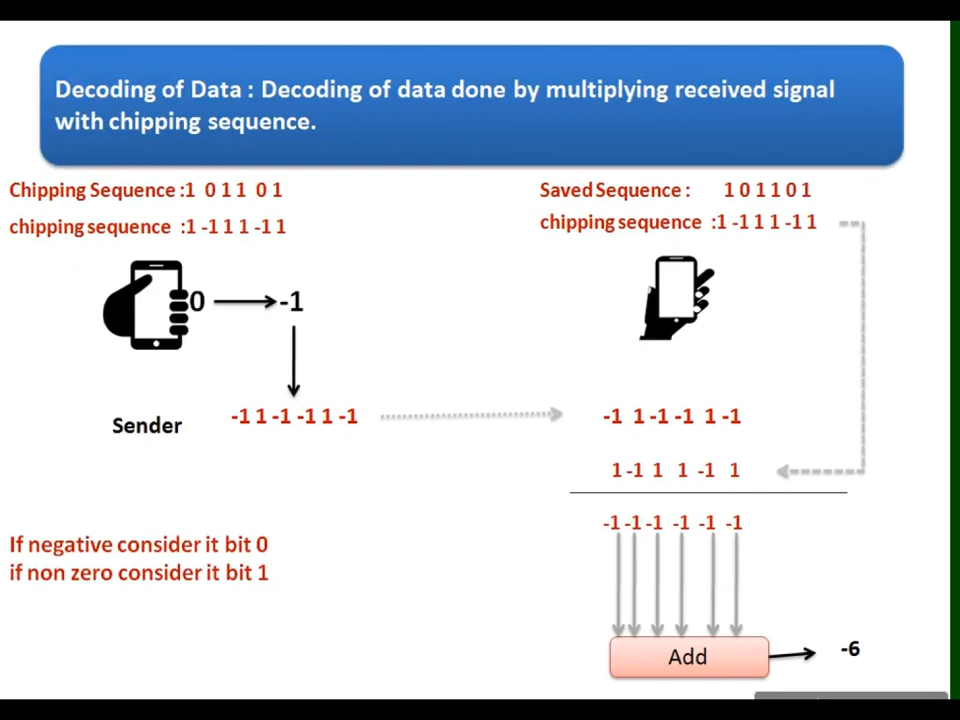 Decoding of Data : Decoding of data done by multiplying received signal
with chipping sequence.
Chipping Sequence :1 0 1 1 0 1
chipping sequence :1 -1 1 1 -1 1
Saved Sequence : 1 0 1 1 0 1
chipping sequence :1 -1 1 1 -1 1
0
-1
Sender
-1 1 -1 -1 1 -1
-1 1 -1 -1 1 -1
1 -1 1 1 -1 1
-1 -1 -1 -1 -1 -1
If negative consider it bit 0
if non zero consider it bit 1
Add
-6